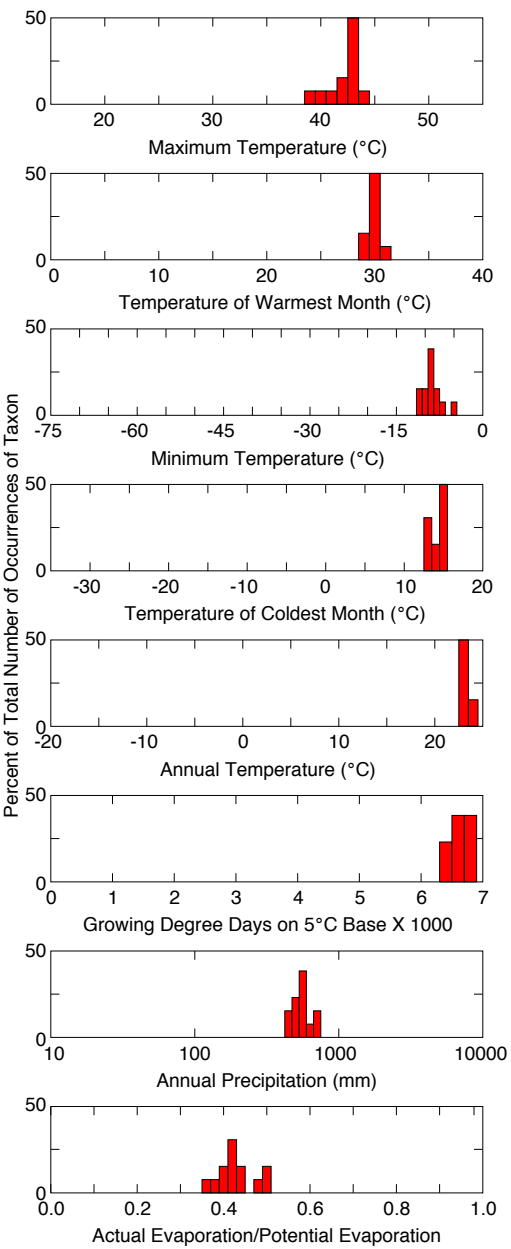 Percent of Total Number of Occurrences of Taxon
50
0
20 30 40 50
Maximum Temperature (°C)
50
0
0 10 20 30 40
Temperature of Warmest Month (°C)
50
0
-75 -60 -45 -30 -15 0
Minimum Temperature (°C)
50
0
-30 -20 -10 0 10 20
Temperature of Coldest Month (°C)
50
0
-20 -10 0 10 20
Annual Temperature (°C)
50
0
0 1 2 3 4 5 6 7
Growing Degree Days on 5°C Base X 1000
50
0
10 100 1000 10000
Annual Precipitation (mm)
50
0
0.0 0.2 0.4 0.6 0.8 1.0
Actual Evaporation/Potential Evaporation